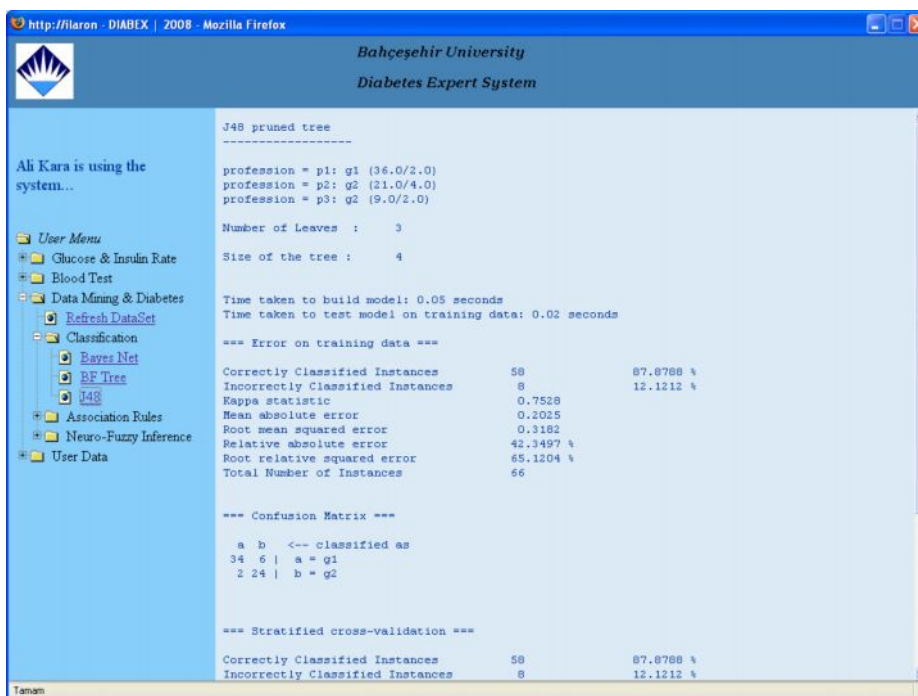 http://ilaron - DIABEX | 2008 - Mozilla Firefox
Bahçeşehir University
Diabetes Expert System
Ali Kara is using the
system...
User Menu
Glucose & Insulin Rate
Blood Test
Data Mining & Diabetes
Refresh DataSet
Classification
Bayes Net
BF Tree
J48
Association Rules
Neuro-Fuzzy Inference
User Data
J48 pruned tree
------------------
profession = p1: g1 (36.0/2.0)
profession = p2: g2 (21.0/4.0)
profession = p3: g2 (9.0/2.0)
Number of Leaves : 3
Size of the tree : 4
Time taken to build model: 0.05 seconds
Time taken to test model on training data: 0.02 seconds
=== Error on training data ===
Correctly Classified Instances 58 87.8788 %
Incorrectly Classified Instances 8 12.1212 %
Kappa statistic 0.7528
Mean absolute error 0.2025
Root mean squared error 0.3182
Relative absolute error 42.3497 %
Root relative squared error 65.1204 %
Total Number of Instances 66
=== Confusion Matrix ===
a b <-- classified as
34 6 | a = g1
2 24 | b = g2
=== Stratified cross-validation ===
Correctly Classified Instances 58 87.8788 %
Incorrectly Classified Instances 8 12.1212 %
Tamam